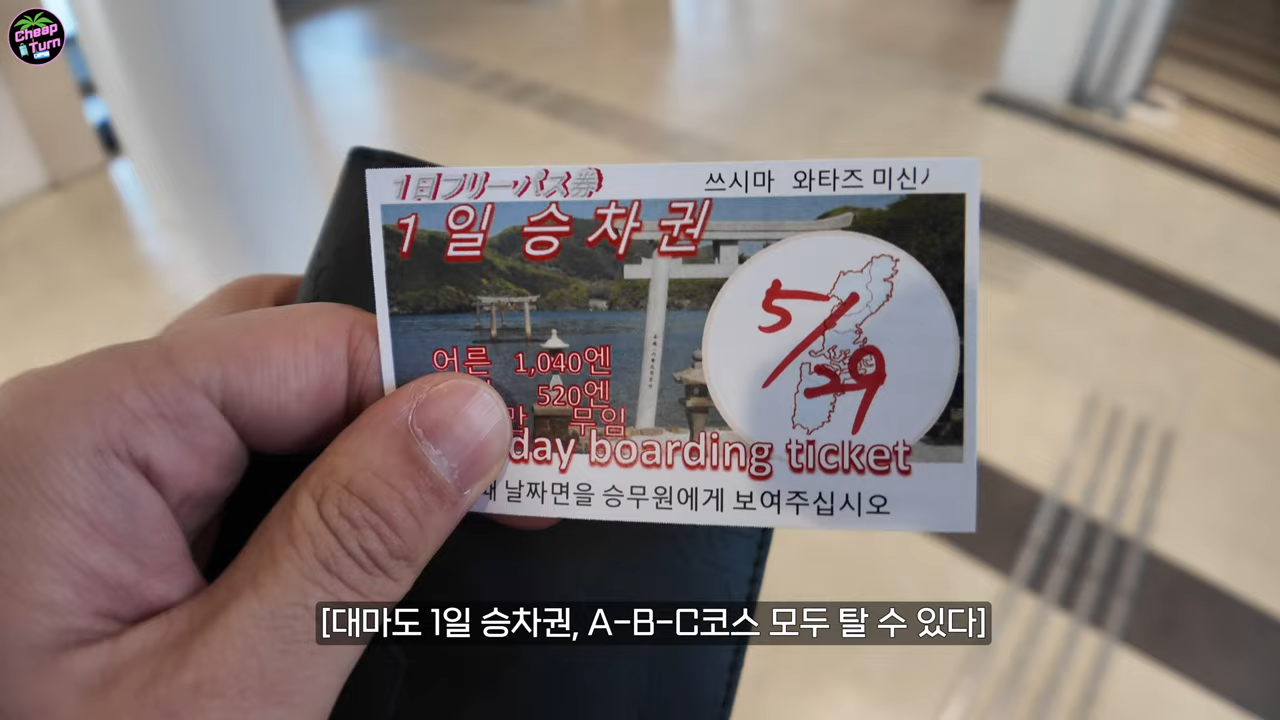 Cheap
Turn
1日フリーパス券
쓰시마 와타즈미신
1일 승차권
5/29
어른 1,040엔
520엔
무임
day boarding ticket
날짜면을 승무원에게 보여주십시오
[대마도 1일 승차권, A-B-C코스 모두 탈 수 있다]